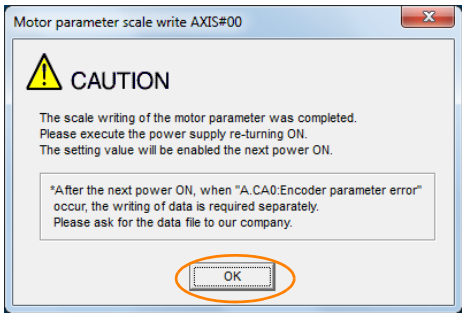 Motor parameter scale write AXIS#00
CAUTION
The scale writing of the motor parameter was completed.
Please execute the power supply re-turning ON.
The setting value will be enabled the next power ON.
*After the next power ON, when "A.CA0:Encoder parameter error"
occur, the writing of data is required separately.
Please ask for the data file to our company.
OK